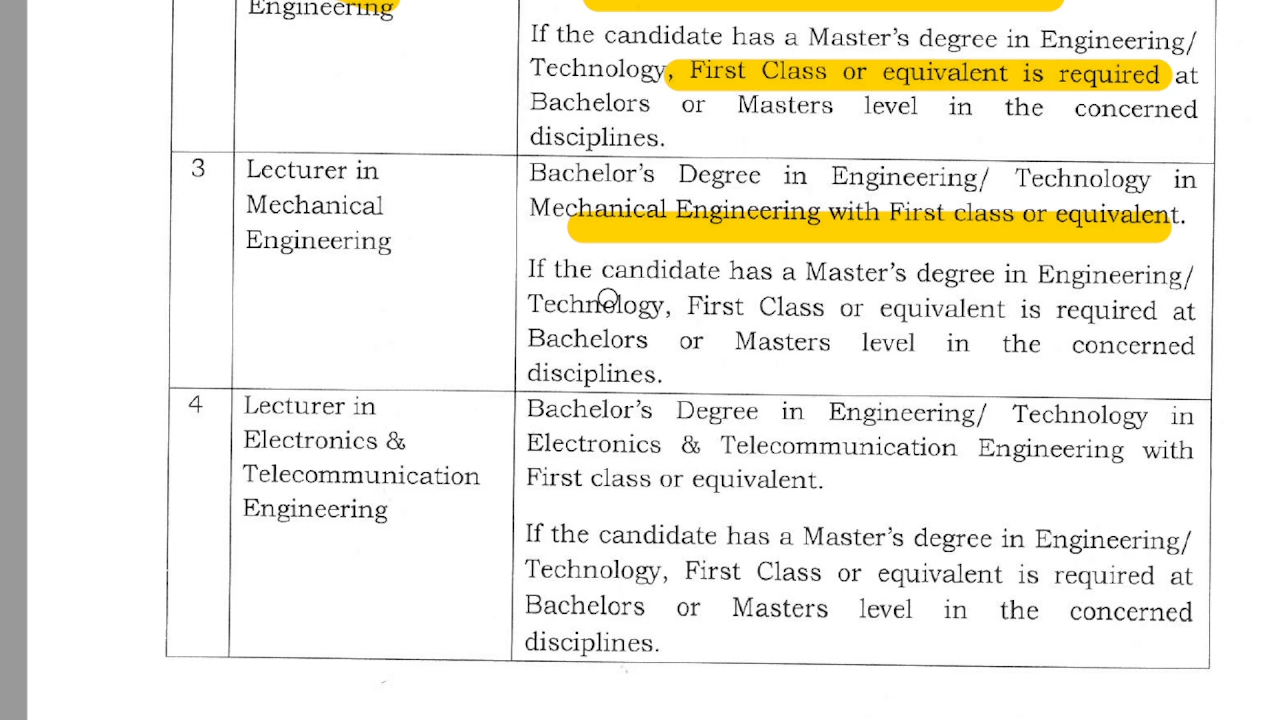 Engineering
If the candidate has a Master's degree in Engineering/
Technology, First Class or equivalent is required at
Bachelors or Masters level in the concerned
disciplines.
3
Lecturer in
Mechanical
Engineering
Bachelor's Degree in Engineering/ Technology in
Mechanical Engineering with First class or equivalent.
If the candidate has a Master's degree in Engineering/
Technology, First Class or equivalent is required at
Bachelors or Masters level in the concerned
disciplines.
4
Lecturer in
Electronics &
Telecommunication
Engineering
Bachelor's Degree in Engineering/ Technology in
Electronics & Telecommunication Engineering with
First class or equivalent.
If the candidate has a Master's degree in Engineering/
Technology, First Class or equivalent is required at
Bachelors or Masters level in the concerned
disciplines.